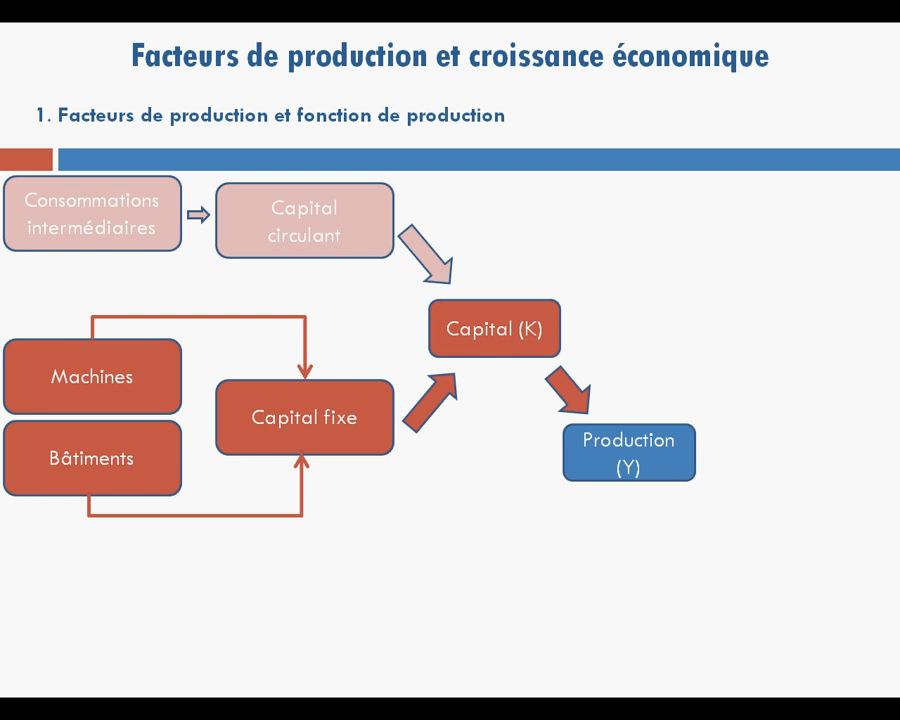 Facteurs de production et croissance économique
1. Facteurs de production et fonction de production
Consommations
intermédiaires
Capital
circulant
Capital (K)
Machines
Capital fixe
Bâtiments
Production
(Y)